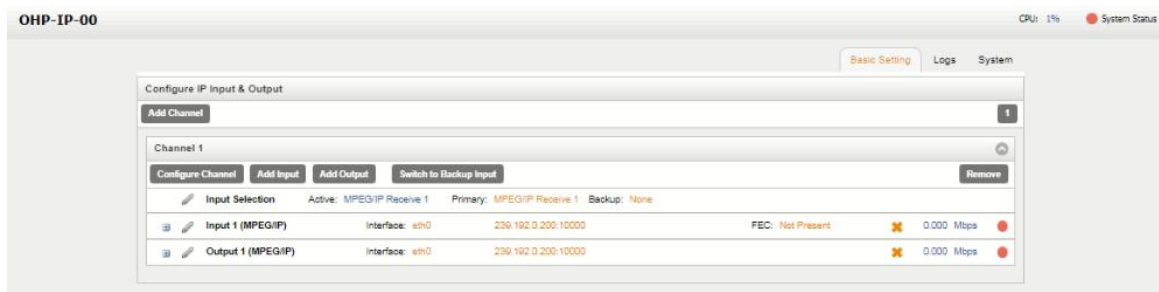 OHP-IP-00 CPU: 1% System Status
Basic Setting Logs System
Configure IP Input & Output
Add Channel 1
Channel 1
Configure Channel Add Input Add Output Switch to Backup Input Remove
Input Selection Active: MPEG/IP Receive 1 Primary: MPEG/IP Receive 1 Backup: None
Input 1 (MPEG/IP) Interface: eth0 239.192.0.200:10000 FEC: Not Present 0.000 Mbps
Output 1 (MPEG/IP) Interface: eth0 239.192.0.200:10000 0.000 Mbps